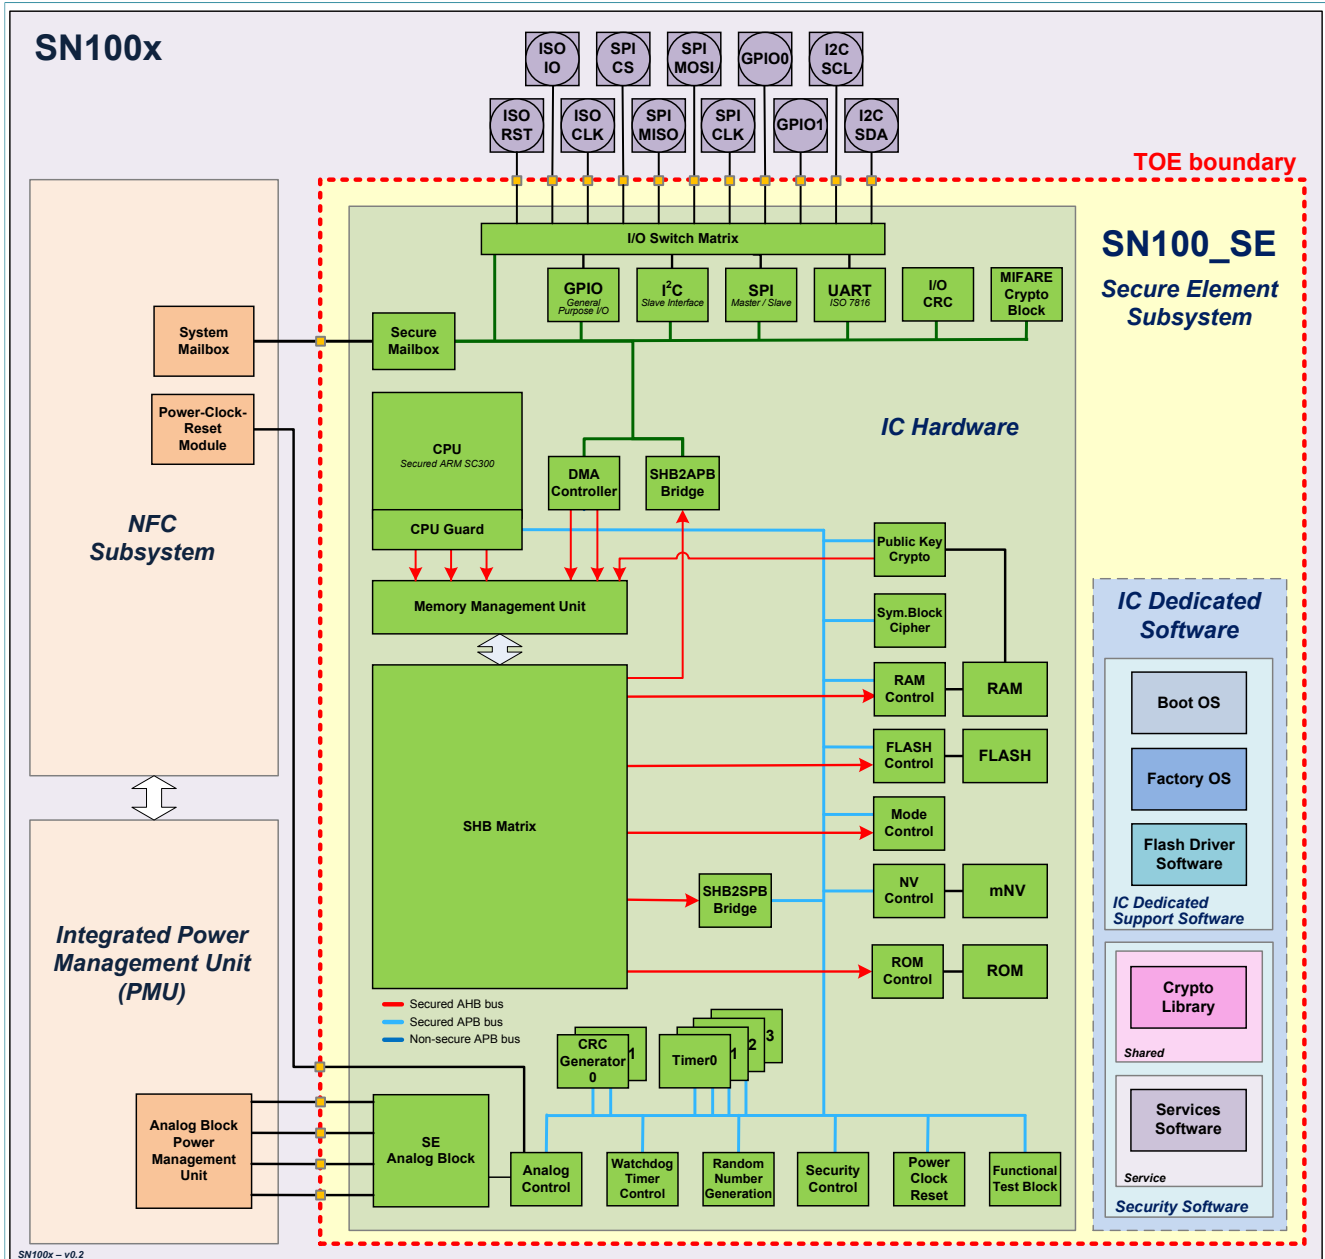 SN100x
ISO
IO
SPI
CS
SPI
MOSI
GPIO0
I2C
SCL
ISO
RST
ISO
CLK
SPI
MISO
SPI
CLK
GPIO1
I2C
SDA
TOE boundary
I/O Switch Matrix
SN100_SE
Secure Element
Subsystem
GPIO
General
Purpose I/O
I²C
Slave Interface
SPI
Master / Slave
UART
ISO 7816
I/O
CRC
MIFARE
Crypto
Block
System
Mailbox
Secure
Mailbox
Power-Clock-
Reset
Module
NFC
Subsystem
IC Hardware
CPU
Secured ARM SC300
CPU Guard
DMA
Controller
SHB2APB
Bridge
Public Key
Crypto
Memory Management Unit
Sym.Block
Cipher
RAM
Control
RAM
FLASH
Control
FLASH
SHB Matrix
Mode
Control
SHB2SPB
Bridge
NV
Control
mNV
ROM
Control
ROM
IC Dedicated
Software
Boot OS
Factory OS
Flash Driver
Software
IC Dedicated
Support Software
Crypto
Library
Shared
Services
Software
Service
Security Software
Integrated Power
Management Unit
(PMU)
Secured AHB bus
Secured APB bus
Non-secure APB bus
CRC
Generator
0
1
Timer0
1
2
3
Analog Block
Power
Management
Unit
SE
Analog Block
Analog
Control
Watchdog
Timer
Control
Random
Number
Generation
Security
Control
Power
Clock
Reset
Functional
Test Block
SN100x – v0.2